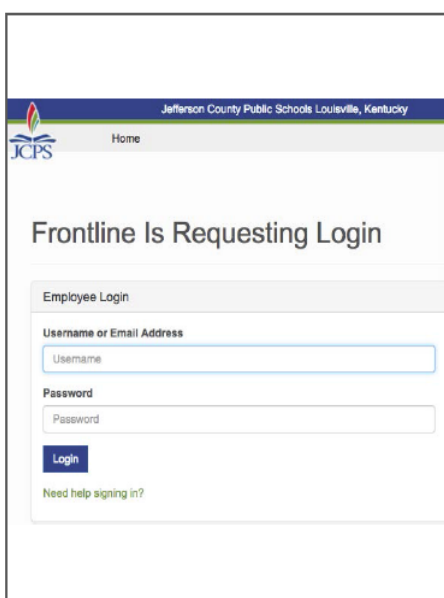 Jefferson County Public Schools Louisville, Kentucky
JCPS
Home
Frontline Is Requesting Login
Employee Login
Username or Email Address
Username
Password
Password
Login
Need help signing in?